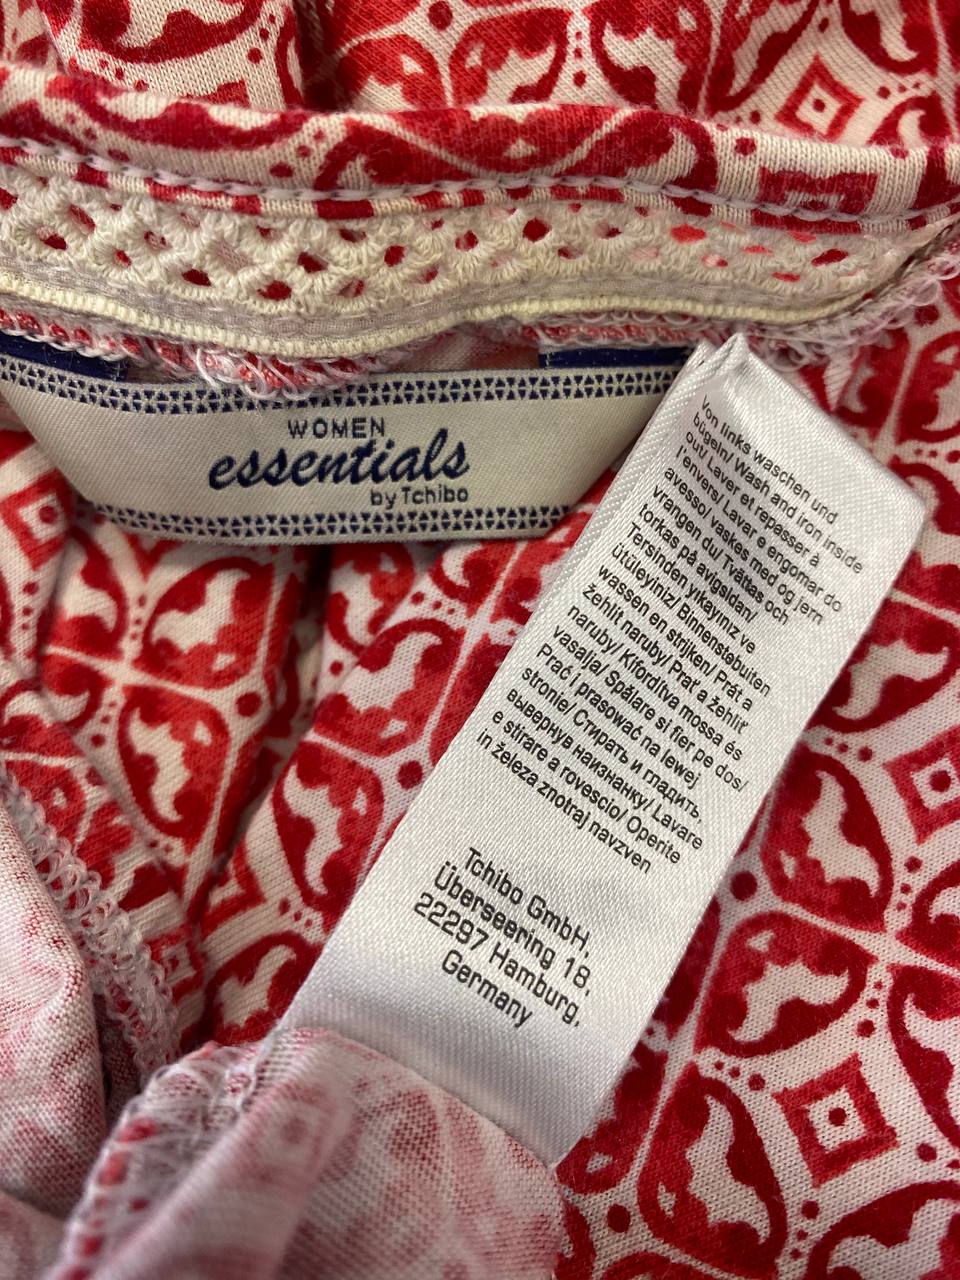 WOMEN
essentials
by Tchibo
Von links waschen und
bügeln/ Wash and iron inside
out/ Laver et repasser à
l'envers/ Lavar e engomar do
avesso/ vaskes med og jern
vrangen du/ Tvättas och
torkas på avigsidan/
Tersinden yıkayınız ve
ütüleyiniz/ Binnenstebuiten
wassen en strijken/ Prát a
žehlit naruby/ Prať a žehliť
naruby/ Kifordítva mossa és
vasalja/ Spălare si fier pe dos/
Prać i prasować na lewej
stronie/ Стирать и гладить,
вывернув наизнанку/ Lavare
e stirare a rovescio/ Operite
in železa znotraj navzven
Tchibo GmbH,
Überseering 18,
22297 Hamburg,
Germany